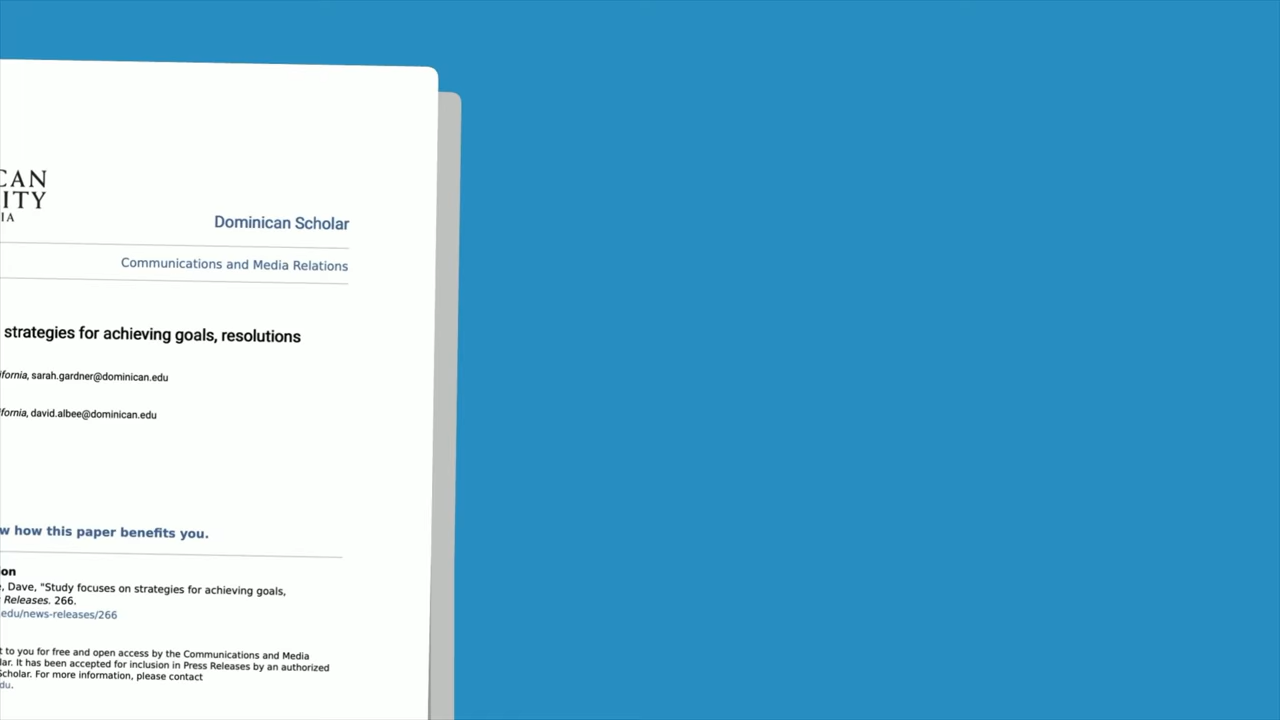 CAN
ITY
IA
Dominican Scholar
Communications and Media Relations
strategies for achieving goals, resolutions
ifornia, sarah.gardner@dominican.edu
ifornia, david.albee@dominican.edu
w how this paper benefits you.
on
, Dave, "Study focuses on strategies for achieving goals,
Releases. 266.
edu/news-releases/266
t to you for free and open access by the Communications and Media
lar. It has been accepted for inclusion in Press Releases by an authorized
Scholar. For more information, please contact
du.